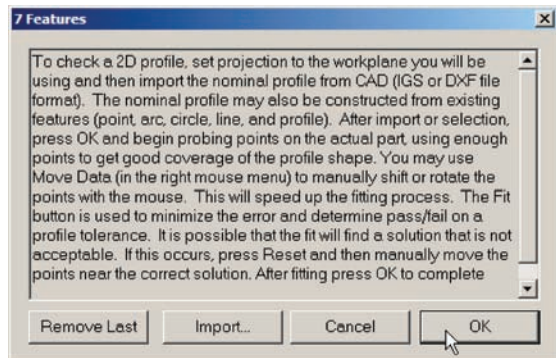 7 Features
To check a 2D profile, set projection to the workplane you will be
using and then import the nominal profile from CAD (IGS or DXF file
format). The nominal profile may also be constructed from existing
features (point, arc, circle, line, and profile). After import or selection,
press OK and begin probing points on the actual part, using enough
points to get good coverage of the profile shape. You may use
Move Data (in the right mouse menu) to manually shift or rotate the
points with the mouse. This will speed up the fitting process. The Fit
button is used to minimize the error and determine pass/fail on a
profile tolerance. It is possible that the fit will find a solution that is not
acceptable. If this occurs, press Reset and then manually move the
points near the correct solution. After fitting press OK to complete
Remove Last Import... Cancel OK